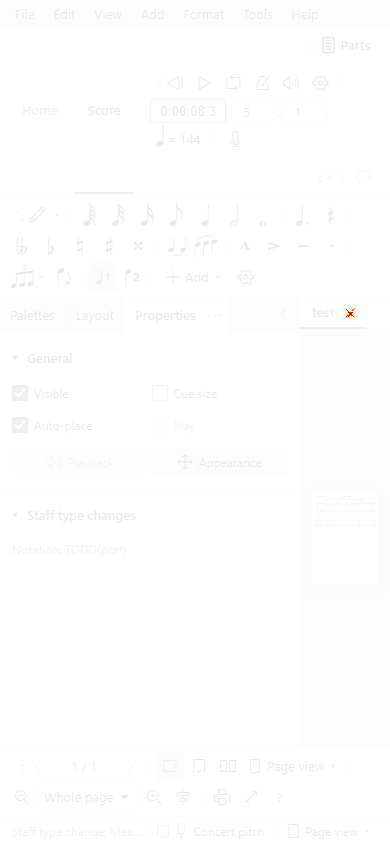 File Edit View Add Format Tools Help
Parts
Home Score 0:00 08.3 5 . 1
= 144
Add
Palettes Layout Properties test
General
Visible Cue size
Auto-place Play
Playback Appearance
Staff type changes
Notation: TODO(port)
1 / 1 Page view
Whole page ?
Staff type change; Mea... Concert pitch Page view